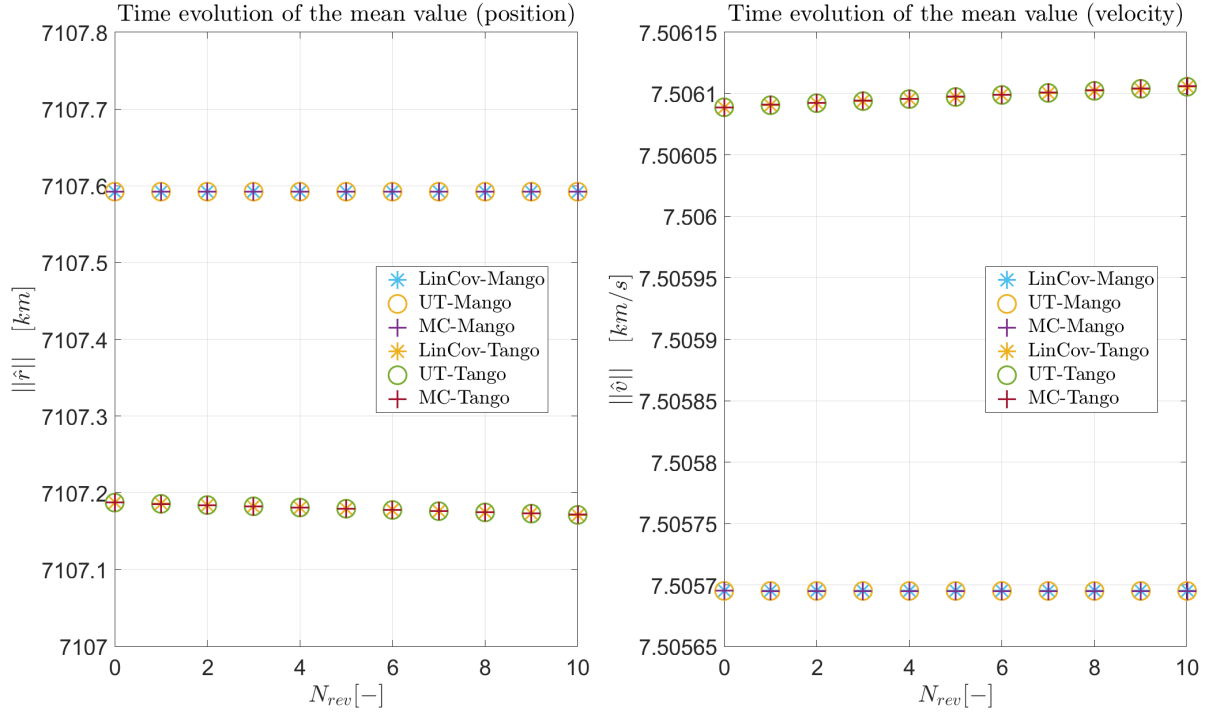 Time evolution of the mean value (position)
7107.8
7107.7
7107.6
7107.5
7107.4
7107.3
7107.2
7107.1
7107
||r̂|| [km]
0 2 4 6 8 10
N_rev[−]
LinCov-Mango
UT-Mango
MC-Mango
LinCov-Tango
UT-Tango
MC-Tango
Time evolution of the mean value (velocity)
7.50615
7.5061
7.50605
7.506
7.50595
7.5059
7.50585
7.5058
7.50575
7.5057
7.50565
||v̂|| [km/s]
0 2 4 6 8 10
N_rev[−]
LinCov-Mango
UT-Mango
MC-Mango
LinCov-Tango
UT-Tango
MC-Tango